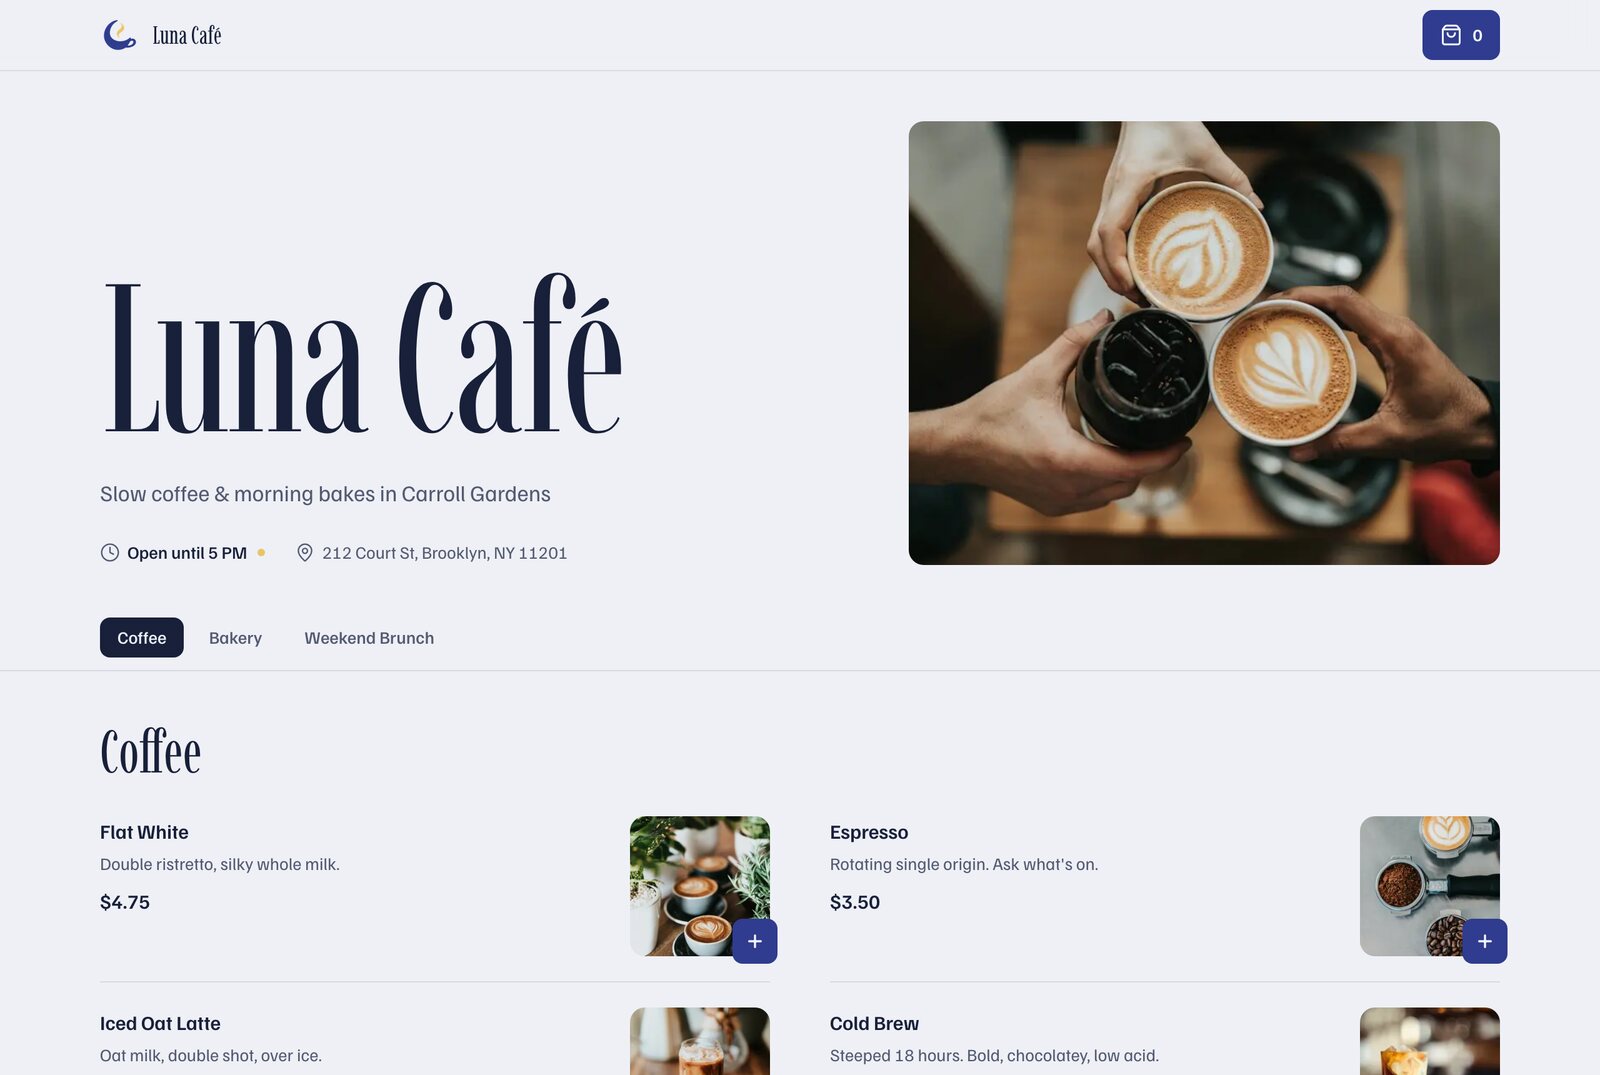 Luna Café
0
Luna Café
Slow coffee & morning bakes in Carroll Gardens
Open until 5 PM
212 Court St, Brooklyn, NY 11201
Coffee
Bakery
Weekend Brunch
Coffee
Flat White
Double ristretto, silky whole milk.
$4.75
Espresso
Rotating single origin. Ask what's on.
$3.50
Iced Oat Latte
Oat milk, double shot, over ice.
Cold Brew
Steeped 18 hours. Bold, chocolatey, low acid.